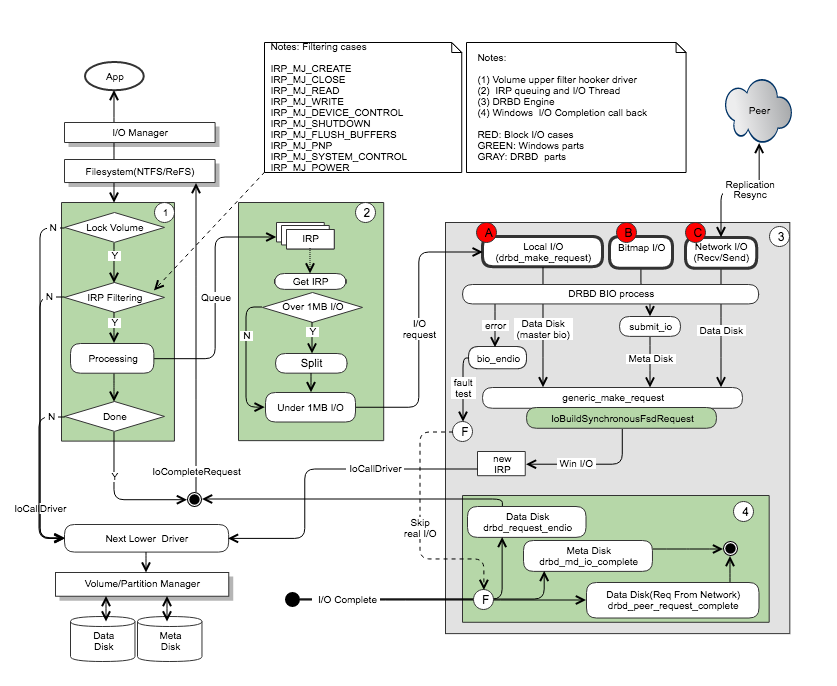 Notes: Filtering cases
IRP_MJ_CREATE
IRP_MJ_CLOSE
IRP_MJ_READ
IRP_MJ_WRITE
IRP_MJ_DEVICE_CONTROL
IRP_MJ_SHUTDOWN
IRP_MJ_FLUSH_BUFFERS
IRP_MJ_PNP
IRP_MJ_SYSTEM_CONTROL
IRP_MJ_POWER
Notes:
(1) Volume upper filter hooker driver
(2) IRP queuing and I/O Thread
(3) DRBD Engine
(4) Windows I/O Completion call back
RED: Block I/O cases
GREEN: Windows parts
GRAY: DRBD parts
App
I/O Manager
Filesystem(NTFS/ReFS)
Peer
Replication
Resync
1
N
Lock Volume
Y
N
IRP Filtering
Y
Processing
N
Done
Y
Queue
IoCompleteRequest
IoCallDriver
2
IRP
Get IRP
Over 1MB I/O
N
Y
Split
Under 1MB I/O
I/O
request
3
A
Local I/O
(drbd_make_request)
B
Bitmap I/O
C
Network I/O
(Recv/Send)
DRBD BIO process
error
Data Disk
(master bio)
submit_io
Data Disk
bio_endio
Meta Disk
fault
test
generic_make_request
IoBuildSynchronousFsdRequest
F
new
IRP
Win I/O
IoCallDriver
Skip
real I/O
4
Data Disk
drbd_request_endio
Meta Disk
drbd_md_io_complete
Data Disk(Req From Network)
drbd_peer_request_complete
F
I/O Complete
Next Lower Driver
Volume/Partition Manager
Data
Disk
Meta
Disk